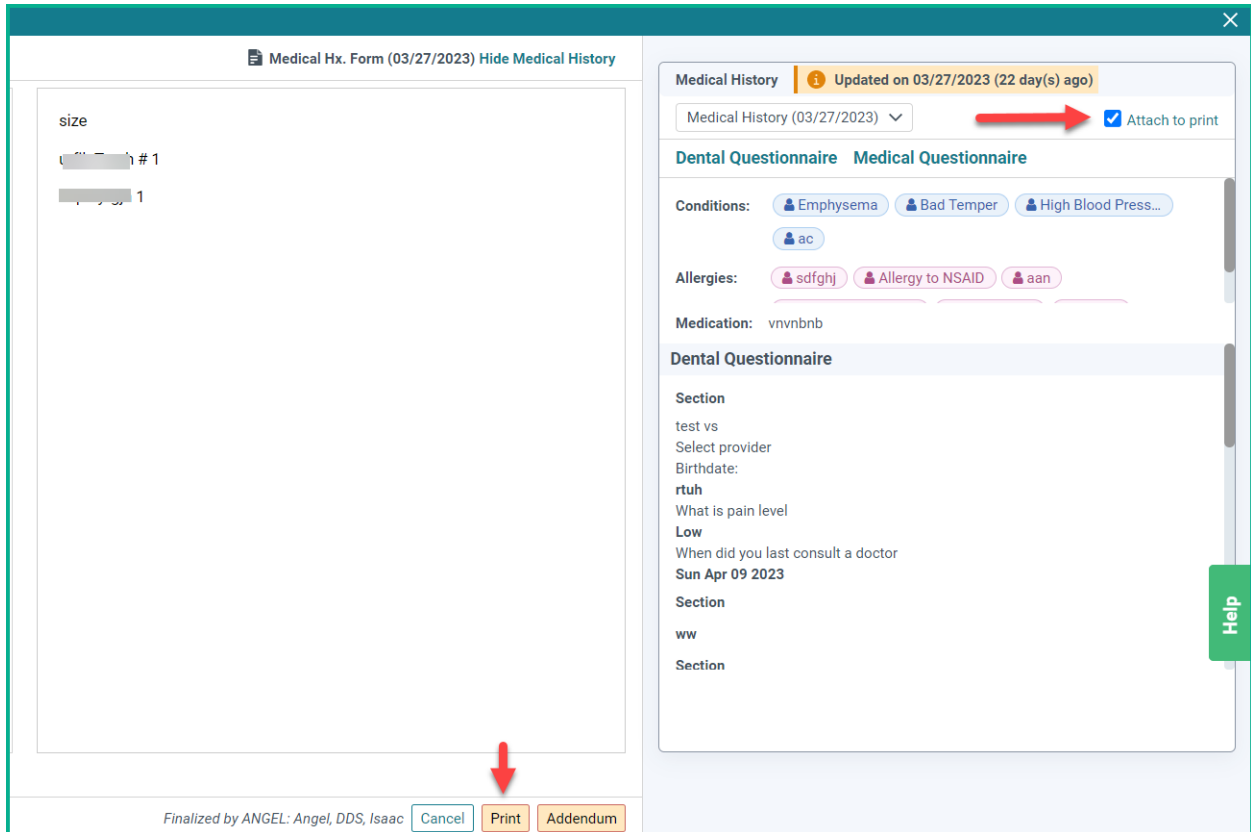 Medical Hx. Form (03/27/2023) Hide Medical History
size
# 1
1
Finalized by ANGEL: Angel, DDS, Isaac Cancel Print Addendum
Medical History Updated on 03/27/2023 (22 day(s) ago)
Medical History (03/27/2023) Attach to print
Dental Questionnaire Medical Questionnaire
Conditions: Emphysema Bad Temper High Blood Press...
ac
Allergies: sdfghj Allergy to NSAID aan
Medication: vnvnbnb
Dental Questionnaire
Section
test vs
Select provider
Birthdate:
rtuh
What is pain level
Low
When did you last consult a doctor
Sun Apr 09 2023
Section
ww
Section
Help